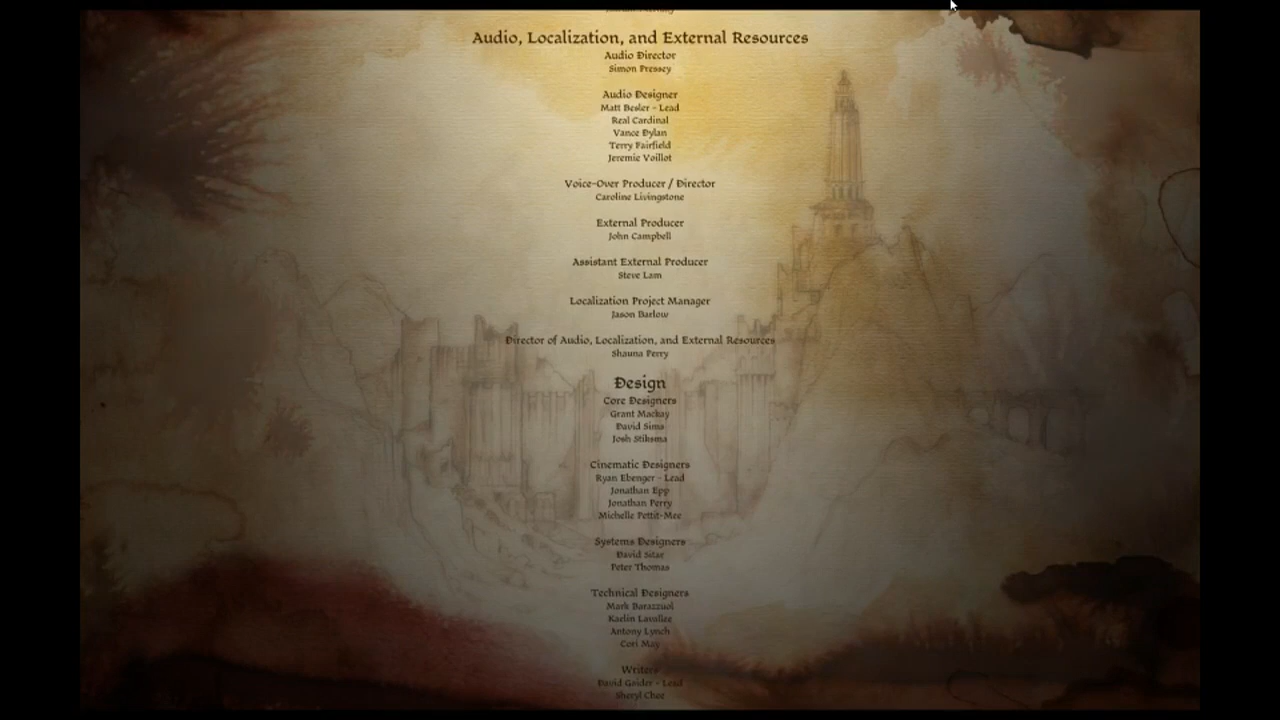 Audio, Localization, and External Resources
Audio Director
Simon Pressey
Audio Designer
Matt Besler - Lead
Real Cardinal
Vance Dylan
Terry Fairfield
Jeremie Voillot
Voice-Over Producer / Director
Caroline Livingstone
External Producer
John Campbell
Assistant External Producer
Steve Lam
Localization Project Manager
Jason Barlow
Director of Audio, Localization, and External Resources
Shauna Perry
Design
Core Designers
Grant Mackay
David Sims
Josh Stiksma
Cinematic Designers
Ryan Ebenger - Lead
Jonathan Epp
Jonathan Perry
Michelle Pettit-Mee
Systems Designers
David Sitar
Peter Thomas
Technical Designers
Mark Barazzuol
Kaelin Lavallee
Antony Lynch
Cori May
Writers
David Gaider - Lead
Sheryl Chee